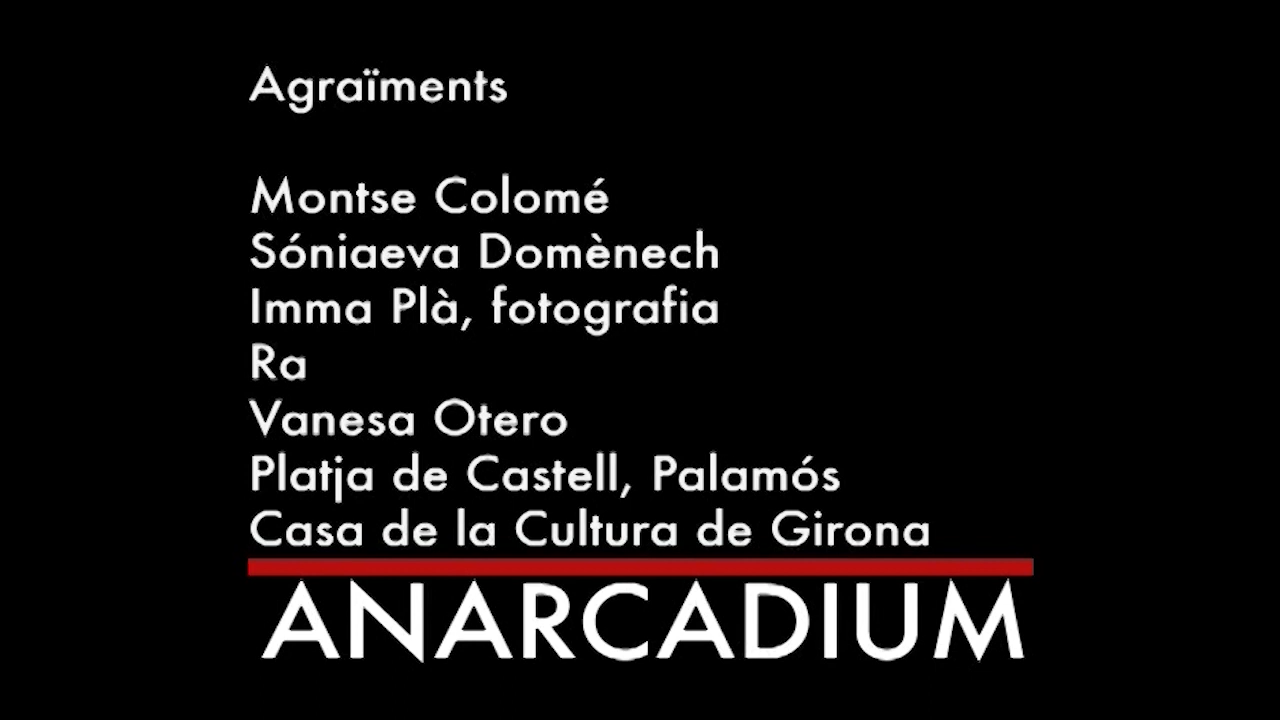 Agraïments
Montse Colomé
Sóniaeva Domènech
Imma Plà, fotografia
Ra
Vanesa Otero
Platja de Castell, Palamós
Casa de la Cultura de Girona
ANARCADIUM